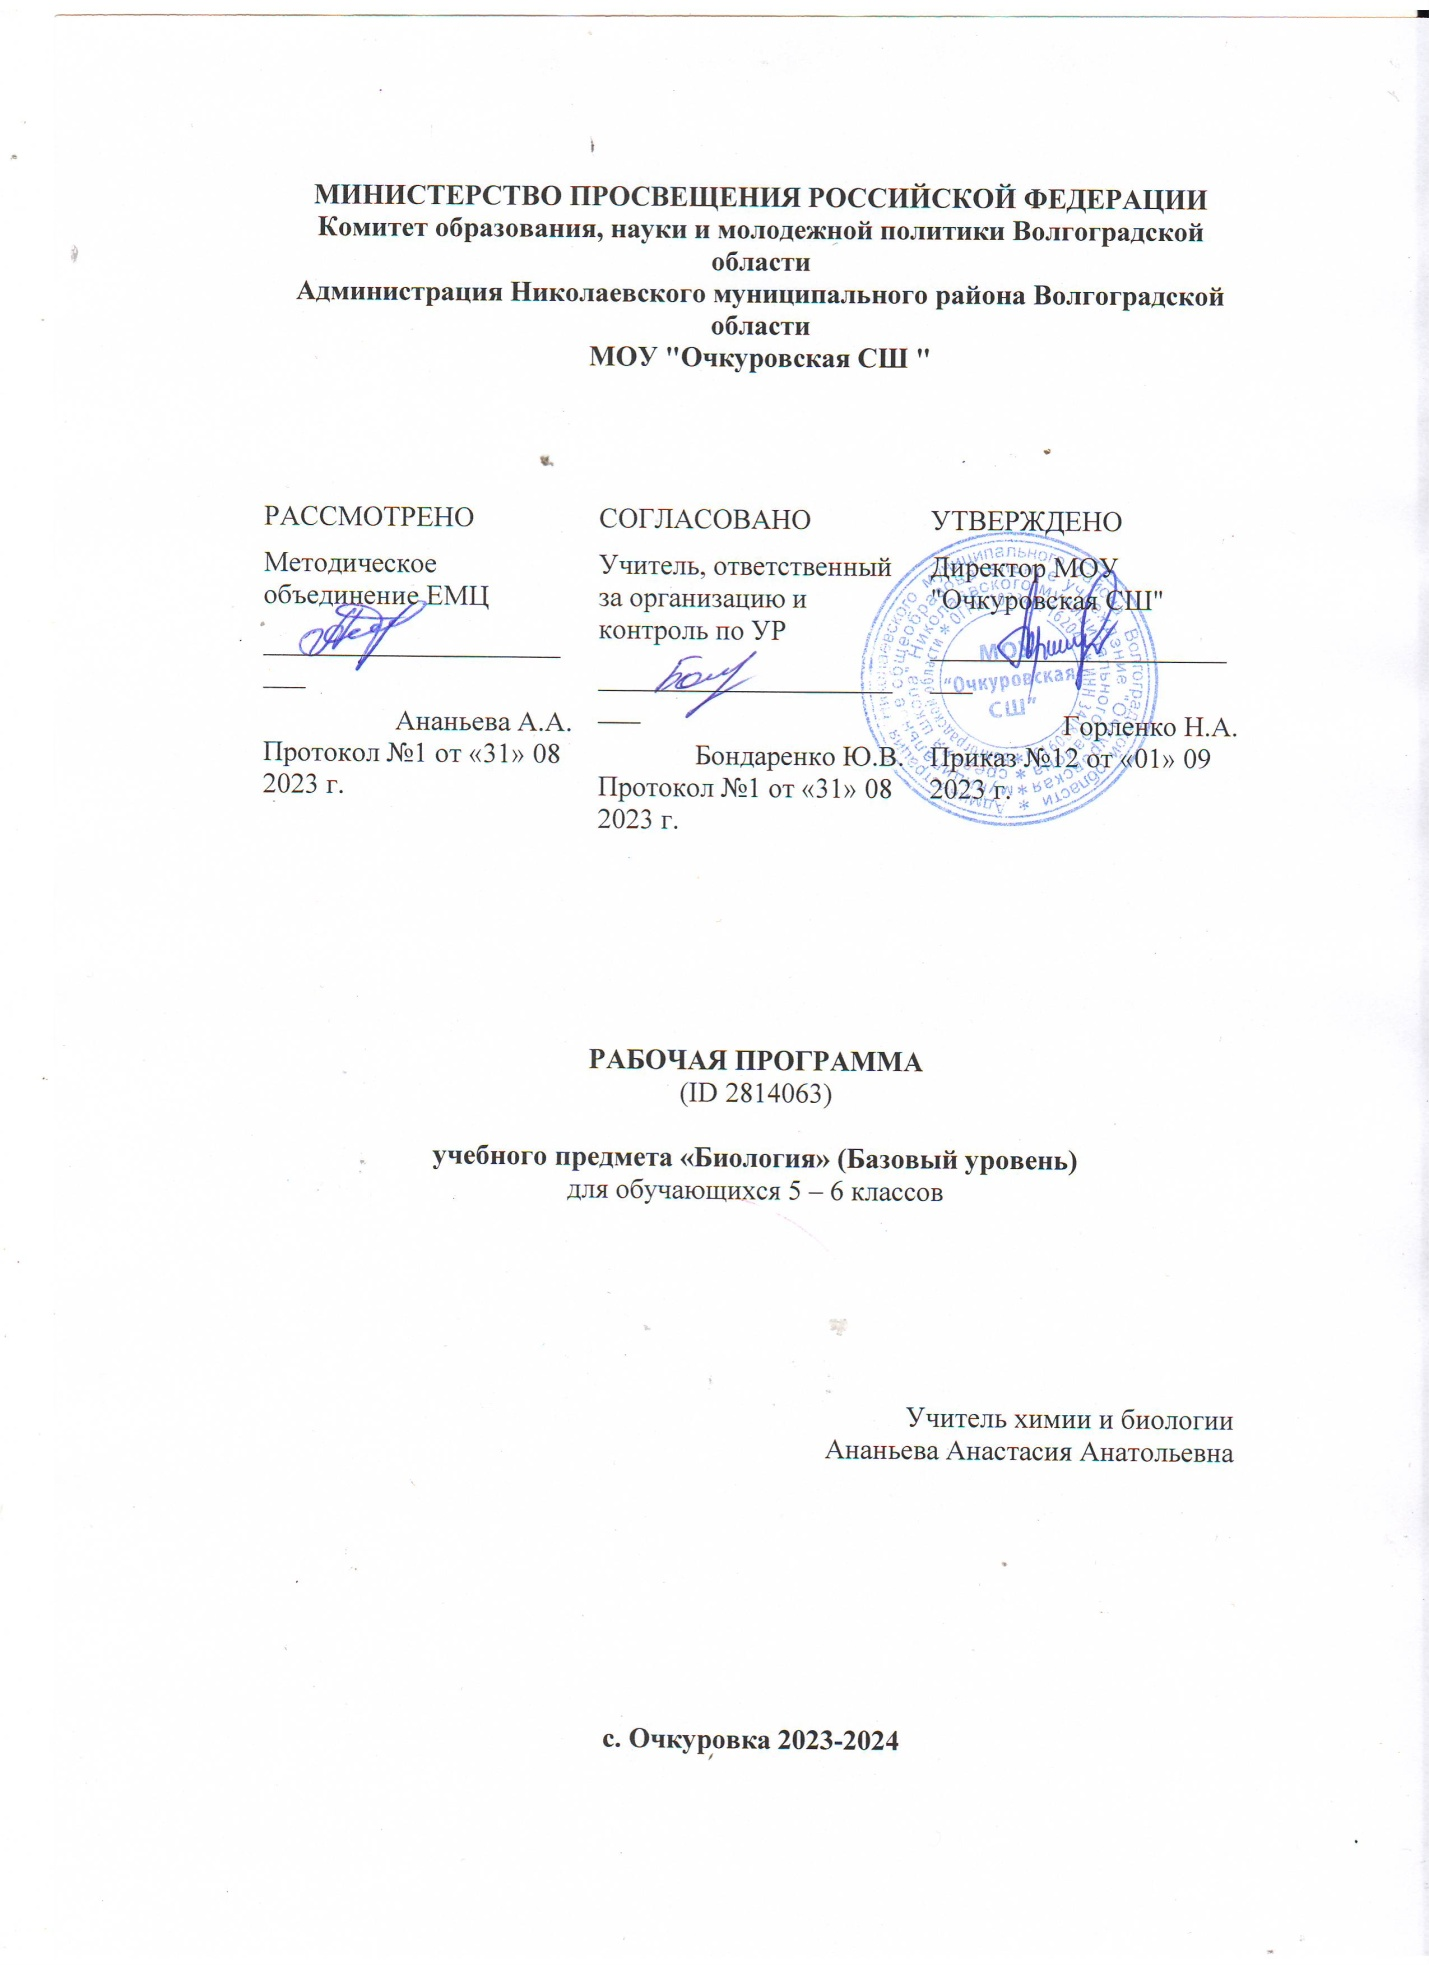 МИНИСТЕРСТВО ПРОСВЕЩЕНИЯ РОССИЙСКОЙ ФЕДЕРАЦИИ
Комитет образования, науки и молодежной политики Волгоградской
области
Администрация Николаевского муниципального района Волгоградской
области
МОУ "Очкуровская СШ "
РАССМОТРЕНО
Методическое
объединение ЕМЦ
Ананьева А.А.
Протокол №1 от «31» 08
2023 г.
СОГЛАСОВАНО
Учитель, ответственный
за организацию и
контроль по УР
Бондаренко Ю.В.
Протокол №1 от «31» 08
2023 г.
УТВЕРЖДЕНО
Директор МОУ
"Очкуровская СШ"
Горленко Н.А.
Приказ №12 от «01» 09
2023 г.
МОУ
"Очкуровская
СШ"
РАБОЧАЯ ПРОГРАММА
(ID 2814063)
учебного предмета «Биология» (Базовый уровень)
для обучающихся 5 – 6 классов
Учитель химии и биологии
Ананьева Анастасия Анатольевна
с. Очкуровка 2023-2024